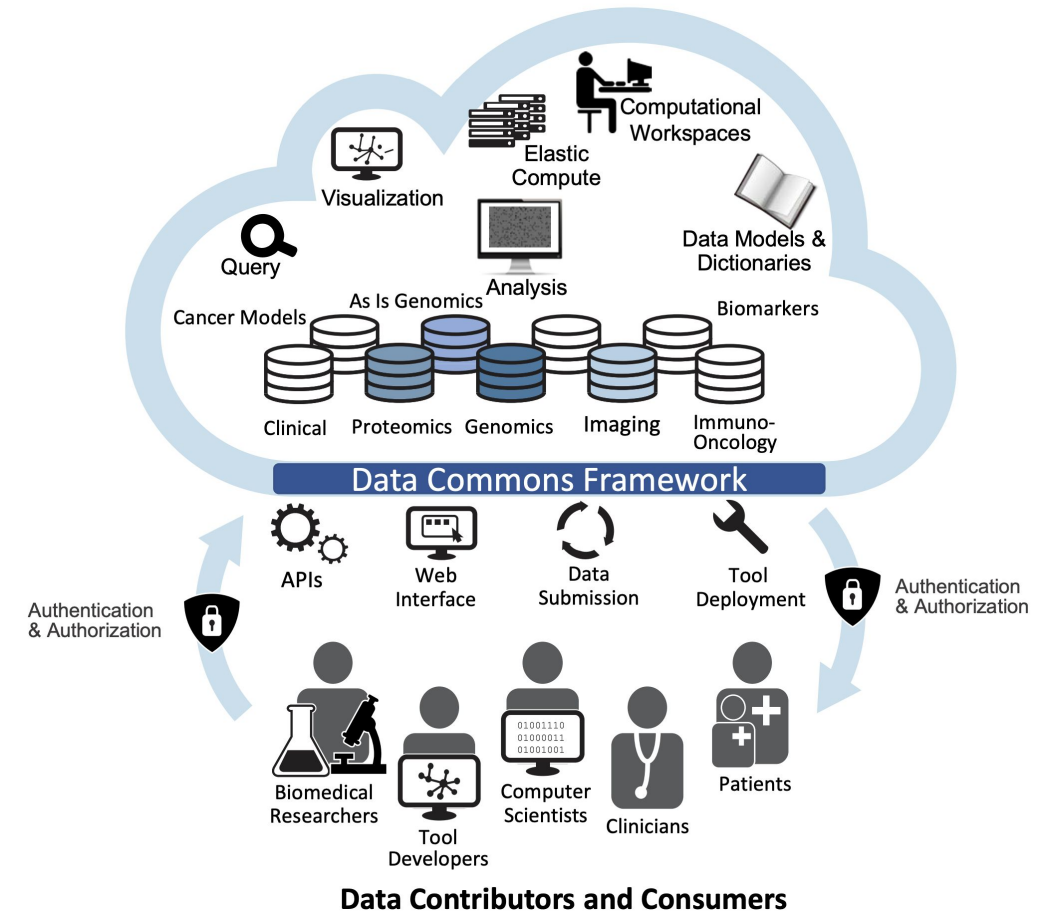 Computational
Workspaces
Elastic
Compute
Visualization
Data Models &
Dictionaries
Query
Analysis
As Is Genomics
Cancer Models
Biomarkers
Clinical
Proteomics
Genomics
Imaging
Immuno-
Oncology
Data Commons Framework
APIs
Web
Interface
Data
Submission
Tool
Deployment
Authentication
& Authorization
Authentication
& Authorization
01001110
01000011
01001001
Biomedical
Researchers
Tool
Developers
Computer
Scientists
Clinicians
Patients
Data Contributors and Consumers